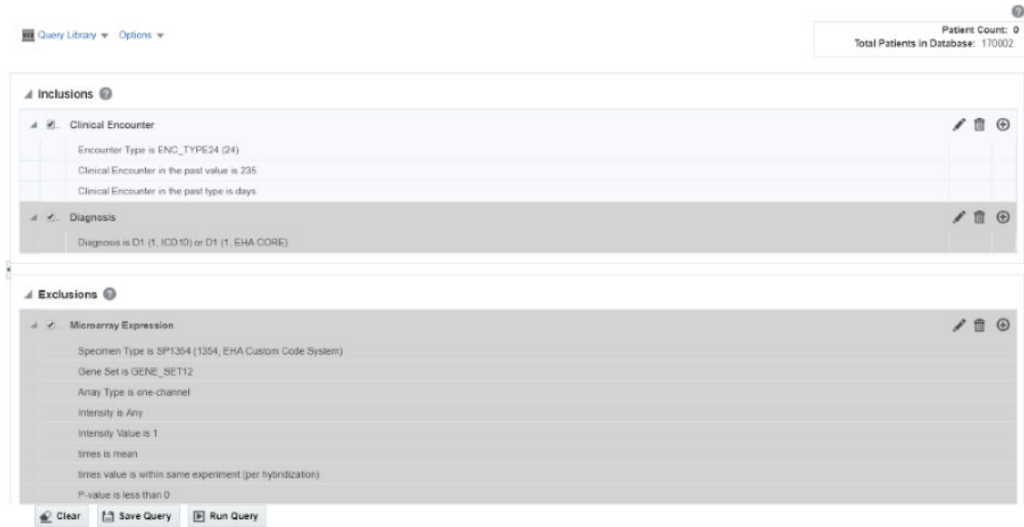 Query Library Options
Patient Count: 0
Total Patients in Database: 170002
Inclusions
Clinical Encounter
Encounter Type is ENC_TYPE24 (24)
Clinical Encounter in the past value is 235
Clinical Encounter in the past type is days
Diagnosis
Diagnosis is D1 (1, ICD10) or D1 (1, EHA CORE)
Exclusions
Microarray Expression
Specimen Type is SP1354 (1354, EHA Custom Code System)
Gene Set is GENE_SET12
Array Type is one-channel
Intensity is Any
Intensity Value is 1
times is mean
times value is within same experiment (per hybridization)
P-value is less than 0
Clear Save Query Run Query